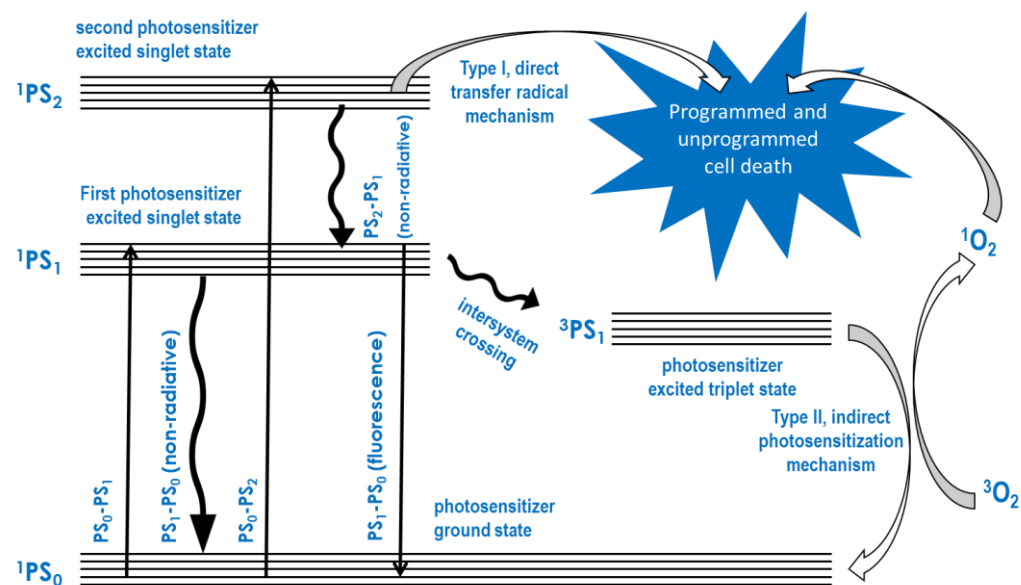 second photosensitizer
excited singlet state
¹PS₂
Type I, direct
transfer radical
mechanism
Programmed and
unprogrammed
cell death
PS₂-PS₁
(non-radiative)
First photosensitizer
excited singlet state
¹PS₁
¹O₂
intersystem
crossing
³PS₁
photosensitizer
excited triplet state
Type II, indirect
photosensitization
mechanism
PS₀-PS₁
PS₁-PS₀ (non-radiative)
PS₀-PS₂
PS₁-PS₀ (fluorescence)
photosensitizer
ground state
³O₂
¹PS₀